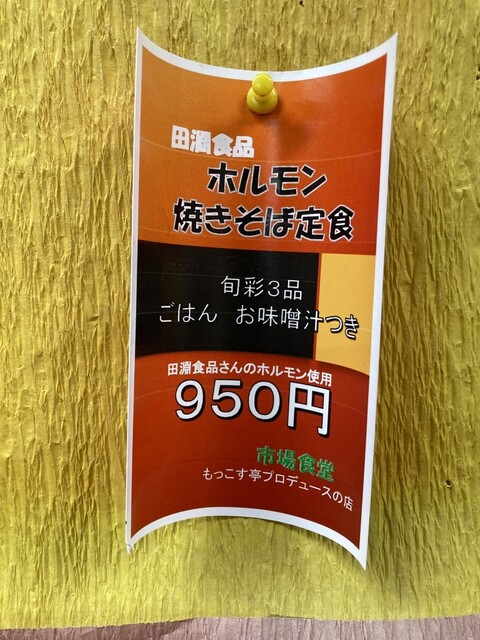 田淵食品
ホルモン
焼きそば定食
旬彩3品
ごはん お味噌汁つき
田淵食品さんのホルモン使用
950円
市場食堂
もっこす亭プロデュースの店